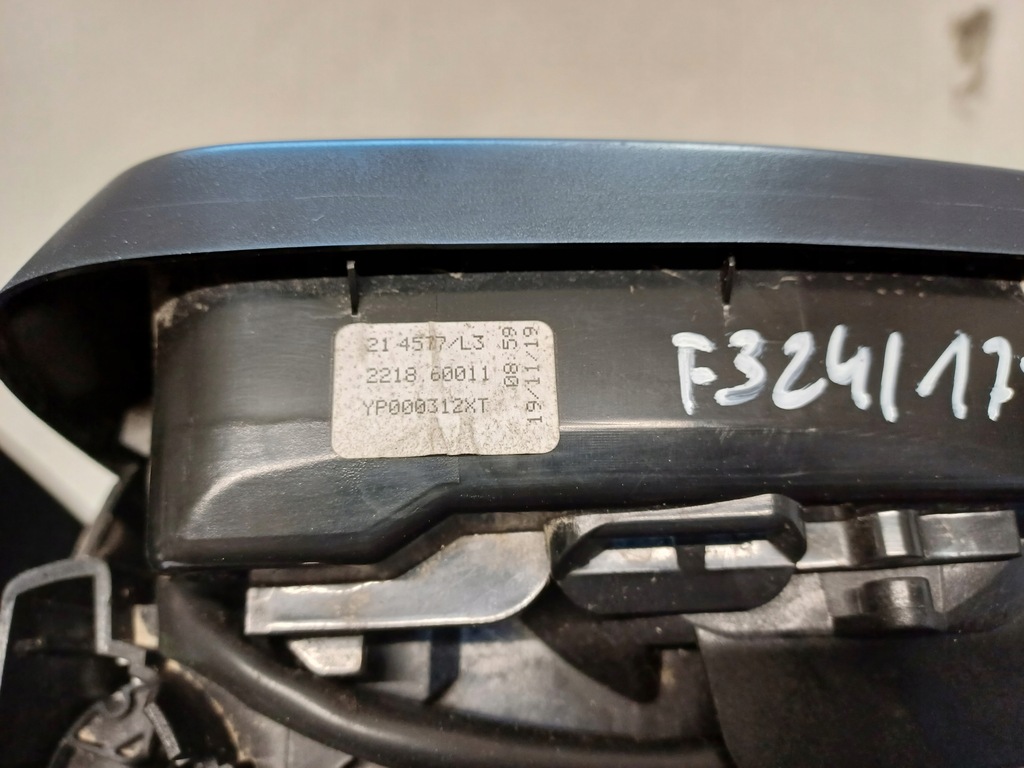 21 4577/L3
2218.60011
YP000312XT
08:59
19/11/19
F324/17